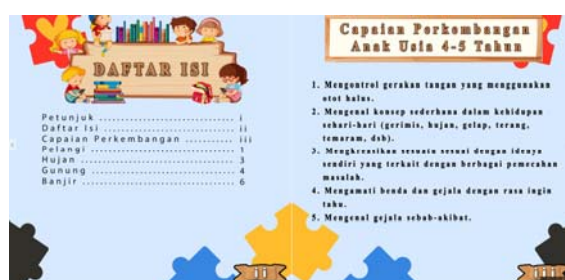 DAFTAR ISI
Petunjuk ................................ i
Daftar Isi ............................... ii
Capaian Perkembangan ........... iii
Pelangi .................................. 1
Hujan .................................... 3
Gunung ................................. 4
Banjir .................................... 6
II
Capaian Perkembangan
Anak Usia 4-5 Tahun
1. Mengontrol gerakan tangan yang menggunakan
otot halus.
2. Mengenal konsep sederhana dalam kehidupan
sehari-hari (gerimis, hujan, gelap, terang,
temaram, dsb).
3. Mengkreasikan sesuatu sesuai dengan idenya
sendiri yang terkait dengan berbagai pemecahan
masalah.
4. Mengamati benda dan gejala dengan rasa ingin
tahu.
5. Mengenal gejala sebab-akibat.
III